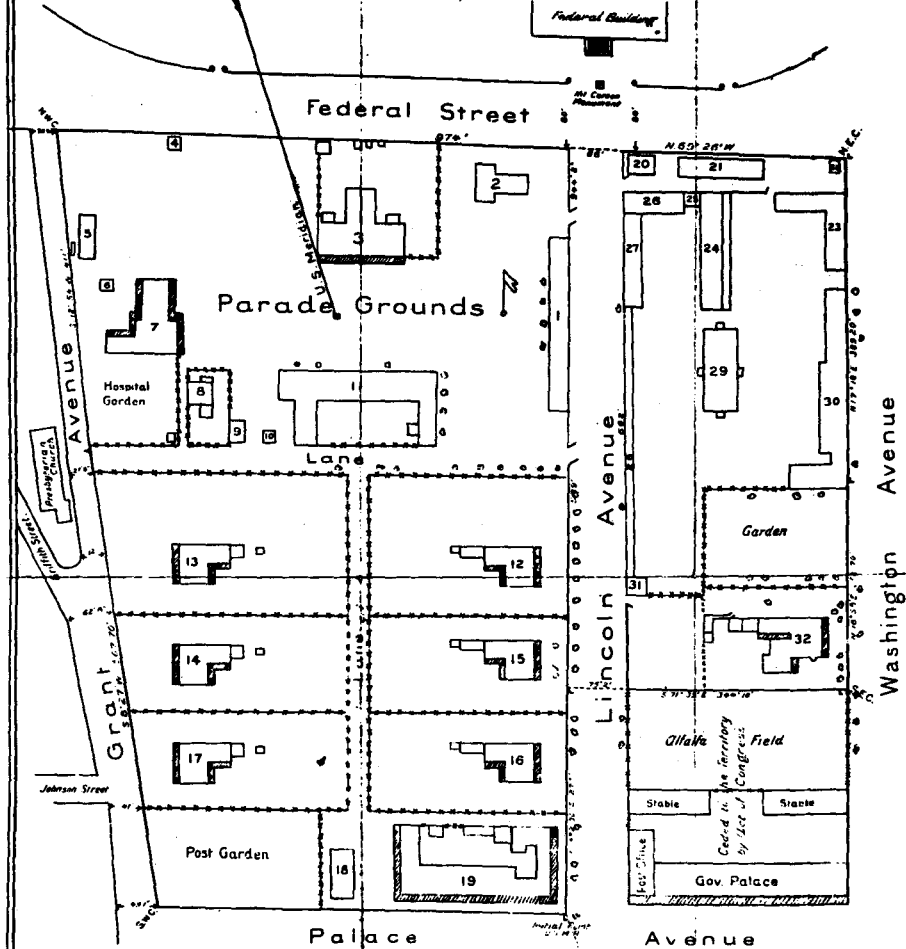 Federal Building
Kit Carson
Monument
Federal Street
N.W.C.
874'
N 69° 26' W
N.E.C.
4
20
21
2
26
25
23
5
3
27
24
6
U.S. Meridian
Parade Grounds
N
7
1
29
30
Avenue
Hospital
Garden
8
1
9
10
Lane
Presbyterian
Church
Avenue
Avenue
Garden
Griffith Street
13
12
31
Lincoln
Washington
14
15
32
Grant
17
16
Alfalfa Field
Ceded to the Territory
by Act of Congress
Johnson Street
Stable
Stable
Post Garden
18
19
Post Office
Gov. Palace
S.W.C.
Initial Point
Palace Avenue